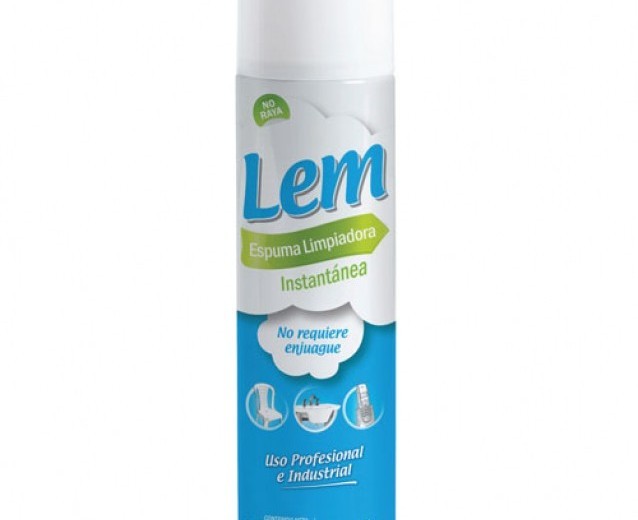 NO
RAYA
Lem
Espuma Limpiadora
Instantánea
No requiere
enjuague
Uso Profesional
e Industrial